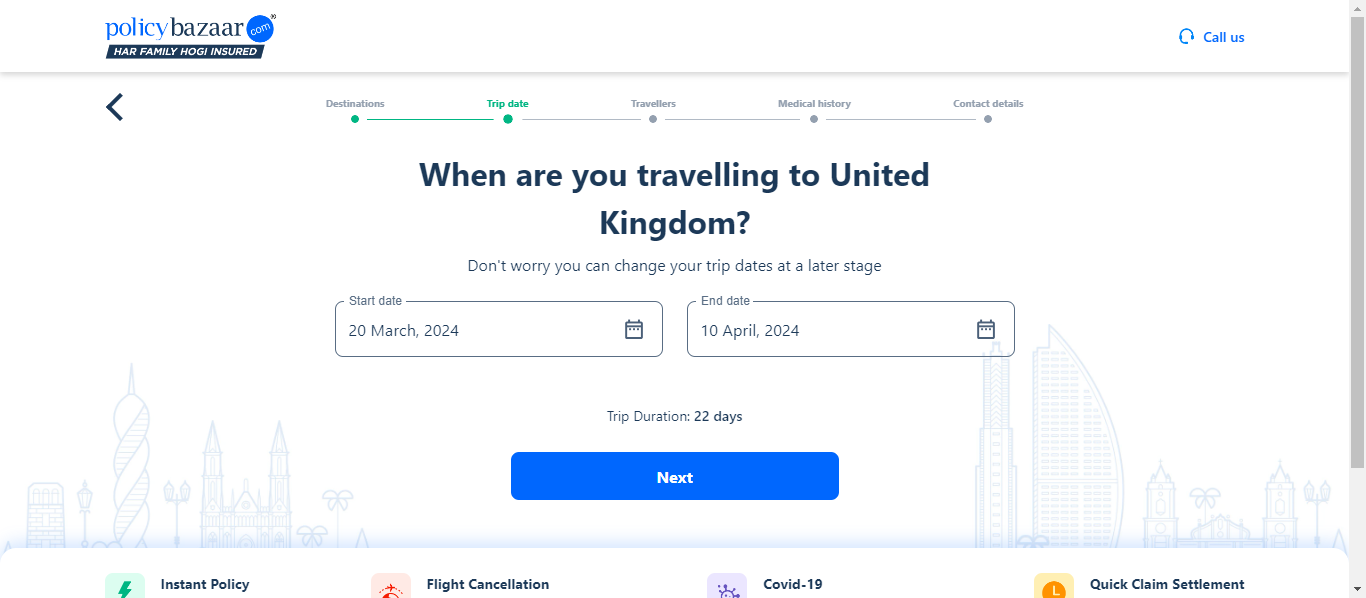 policybazaar.com®
HAR FAMILY HOGI INSURED
Call us
Destinations
Trip date
Travellers
Medical history
Contact details
When are you travelling to United
Kingdom?
Don't worry you can change your trip dates at a later stage
Start date
20 March, 2024
End date
10 April, 2024
Trip Duration: 22 days
Next
Instant Policy
Flight Cancellation
Covid-19
Quick Claim Settlement